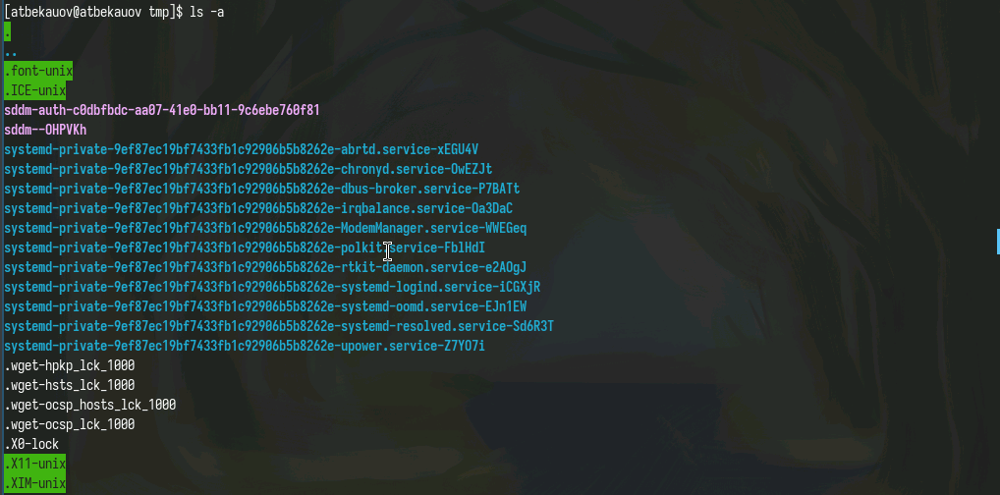 [atbekauov@atbekauov tmp]$ ls -a
.
..
.font-unix
.ICE-unix
sddm-auth-c0dbfbdc-aa07-41e0-bb11-9c6ebe760f81
sddm--OHPVKh
systemd-private-9ef87ec19bf7433fb1c92906b5b8262e-abrtd.service-xEGU4V
systemd-private-9ef87ec19bf7433fb1c92906b5b8262e-chronyd.service-OwEZJt
systemd-private-9ef87ec19bf7433fb1c92906b5b8262e-dbus-broker.service-P7BATt
systemd-private-9ef87ec19bf7433fb1c92906b5b8262e-irqbalance.service-Oa3DaC
systemd-private-9ef87ec19bf7433fb1c92906b5b8262e-ModemManager.service-WWEGeq
systemd-private-9ef87ec19bf7433fb1c92906b5b8262e-polkit.service-FblHdI
systemd-private-9ef87ec19bf7433fb1c92906b5b8262e-rtkit-daemon.service-e2AOgJ
systemd-private-9ef87ec19bf7433fb1c92906b5b8262e-systemd-logind.service-iCGXjR
systemd-private-9ef87ec19bf7433fb1c92906b5b8262e-systemd-oomd.service-EJn1EW
systemd-private-9ef87ec19bf7433fb1c92906b5b8262e-systemd-resolved.service-Sd6R3T
systemd-private-9ef87ec19bf7433fb1c92906b5b8262e-upower.service-Z7YO7i
.wget-hpkp_lck_1000
.wget-hsts_lck_1000
.wget-ocsp_hosts_lck_1000
.wget-ocsp_lck_1000
.X0-lock
.X11-unix
.XIM-unix